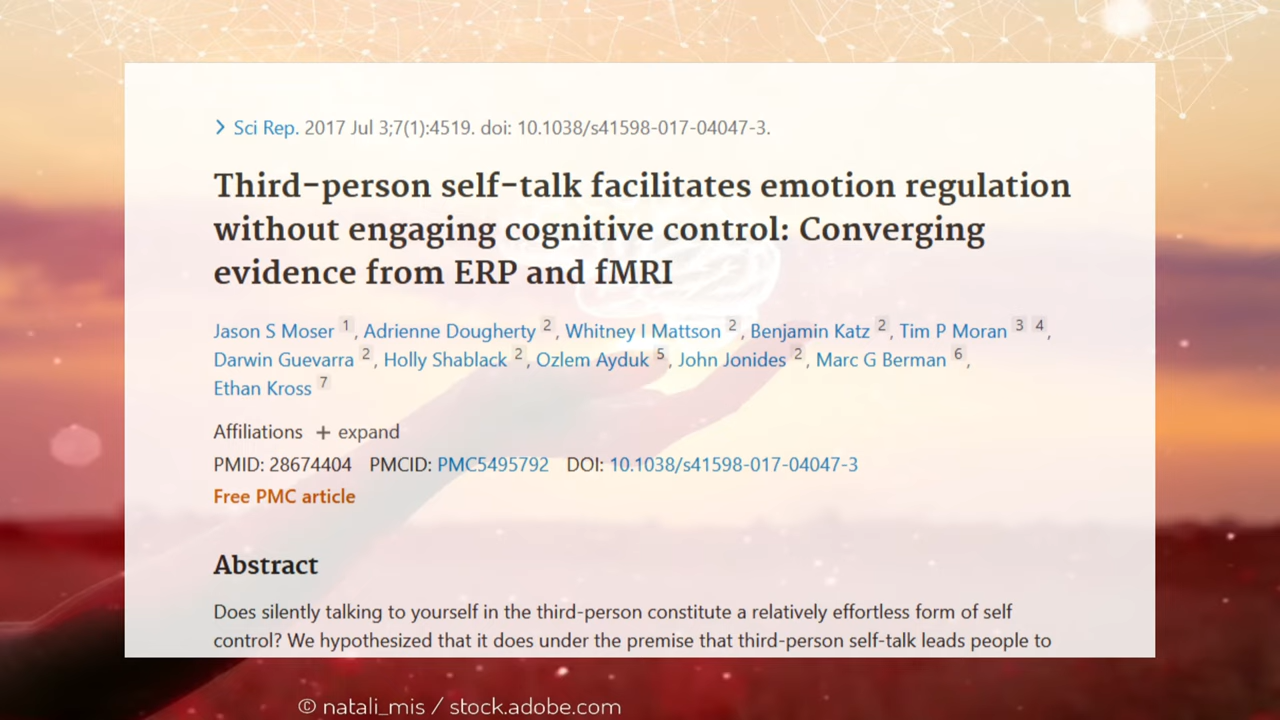 Sci Rep. 2017 Jul 3;7(1):4519. doi: 10.1038/s41598-017-04047-3.
Third-person self-talk facilitates emotion regulation
without engaging cognitive control: Converging
evidence from ERP and fMRI
Jason S Moser 1, Adrienne Dougherty 2, Whitney I Mattson 2, Benjamin Katz 2, Tim P Moran 3 4,
Darwin Guevarra 2, Holly Shablack 2, Ozlem Ayduk 5, John Jonides 2, Marc G Berman 6,
Ethan Kross 7
Affiliations + expand
PMID: 28674404 PMCID: PMC5495792 DOI: 10.1038/s41598-017-04047-3
Free PMC article
Abstract
Does silently talking to yourself in the third-person constitute a relatively effortless form of self
control? We hypothesized that it does under the premise that third-person self-talk leads people to
© natali_mis / stock.adobe.com